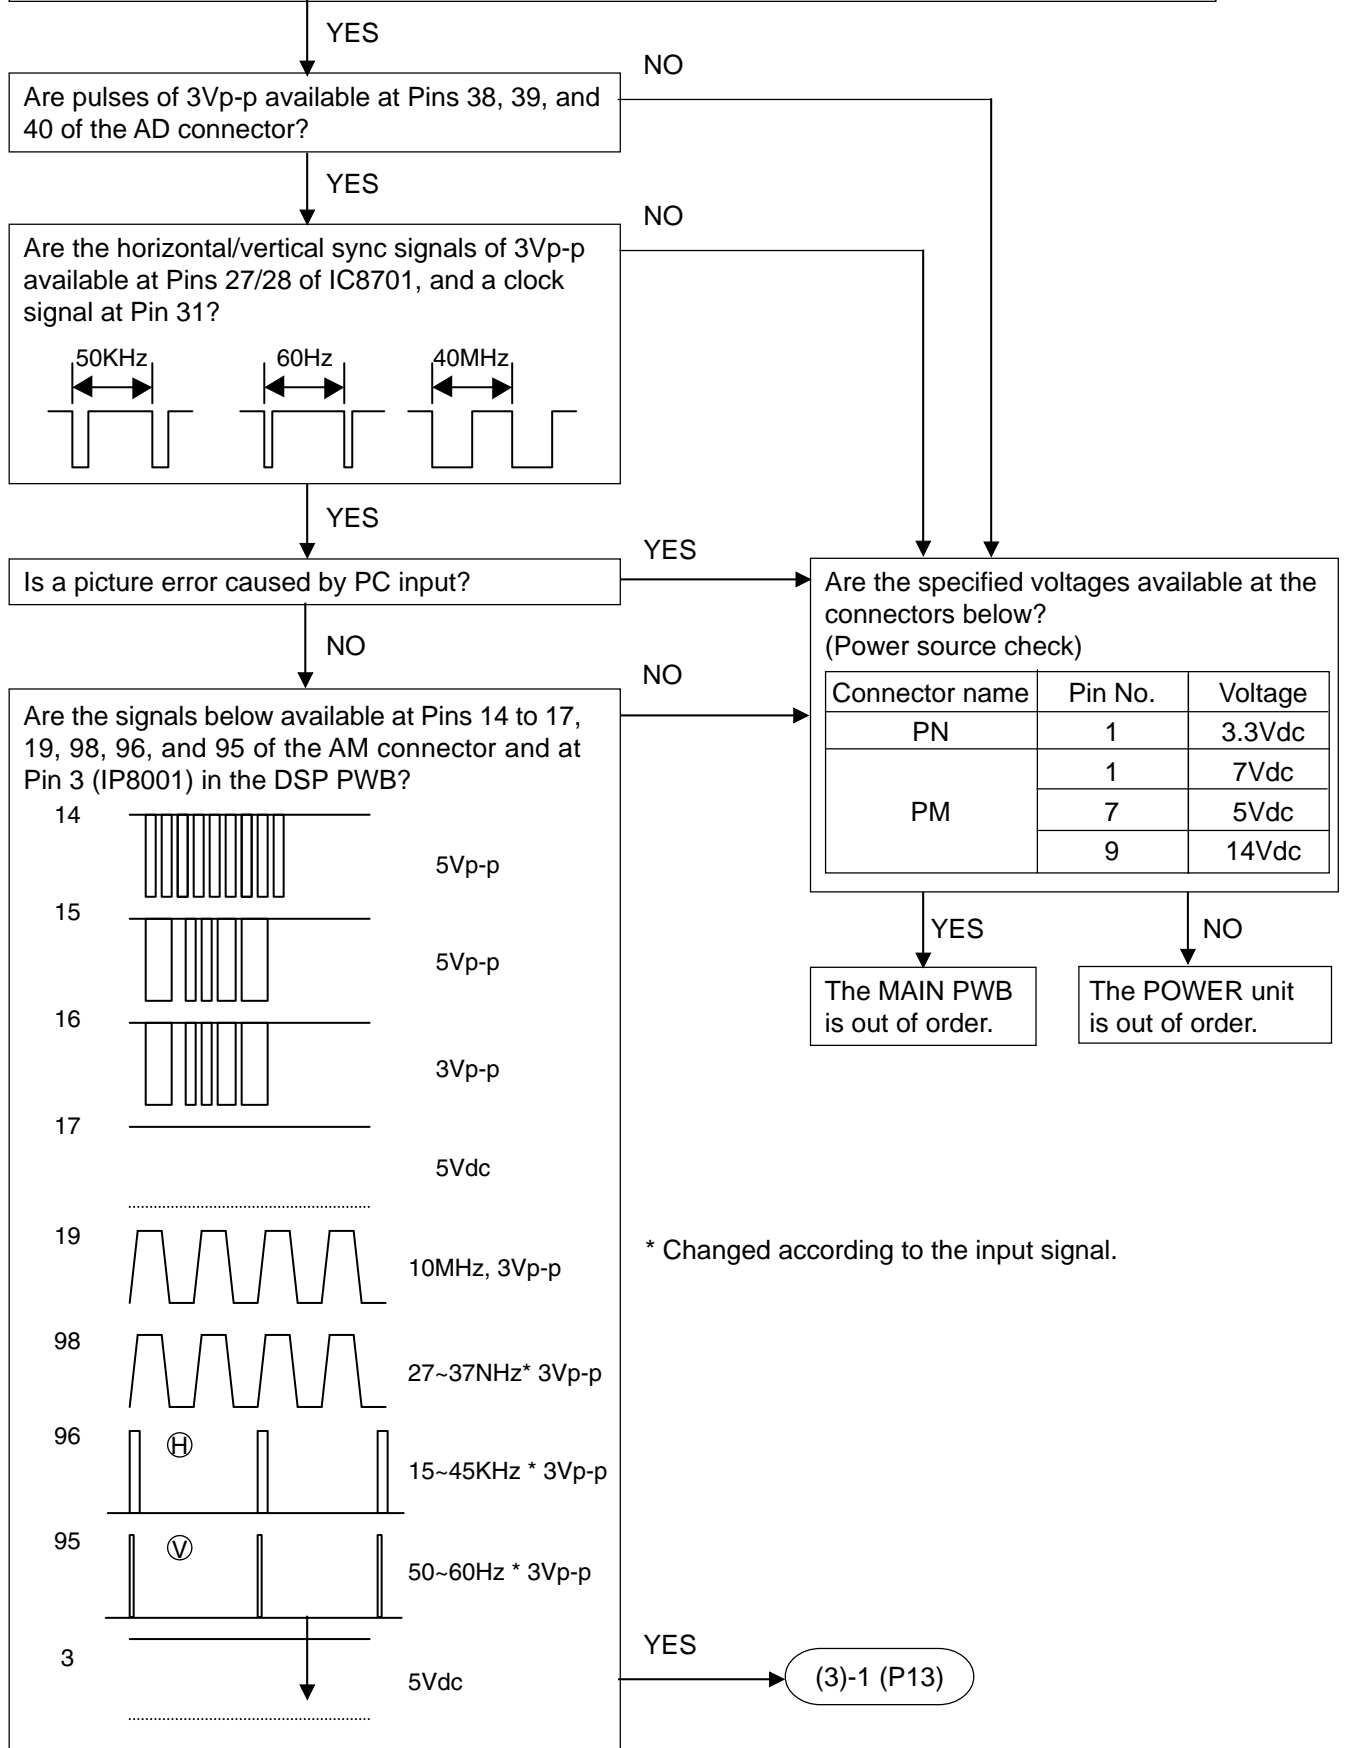 YES
NO
Are pulses of 3Vp-p available at Pins 38, 39, and
40 of the AD connector?
YES
NO
Are the horizontal/vertical sync signals of 3Vp-p
available at Pins 27/28 of IC8701, and a clock
signal at Pin 31?
50KHz 60Hz 40MHz
YES
YES
Is a picture error caused by PC input?
NO
NO
Are the specified voltages available at the
connectors below?
(Power source check)
Connector name Pin No. Voltage
PN 1 3.3Vdc
1 7Vdc
PM 7 5Vdc
9 14Vdc
YES NO
The MAIN PWB
is out of order.
The POWER unit
is out of order.
Are the signals below available at Pins 14 to 17,
19, 98, 96, and 95 of the AM connector and at
Pin 3 (IP8001) in the DSP PWB?
14
5Vp-p
15
5Vp-p
16
3Vp-p
17
5Vdc
19
10MHz, 3Vp-p
* Changed according to the input signal.
98
27~37NHz* 3Vp-p
96 H
15~45KHz * 3Vp-p
95 V
50~60Hz * 3Vp-p
3
5Vdc
YES
(3)-1 (P13)